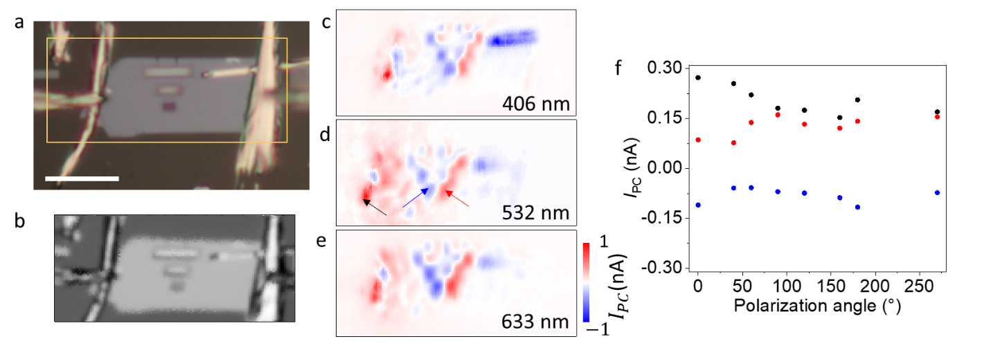 a
b
c
406 nm
d
532 nm
e
633 nm
1
I_PC (nA)
−1
f
0.30
0.15
0.00
-0.15
-0.30
I_PC (nA)
0 50 100 150 200 250
Polarization angle (°)